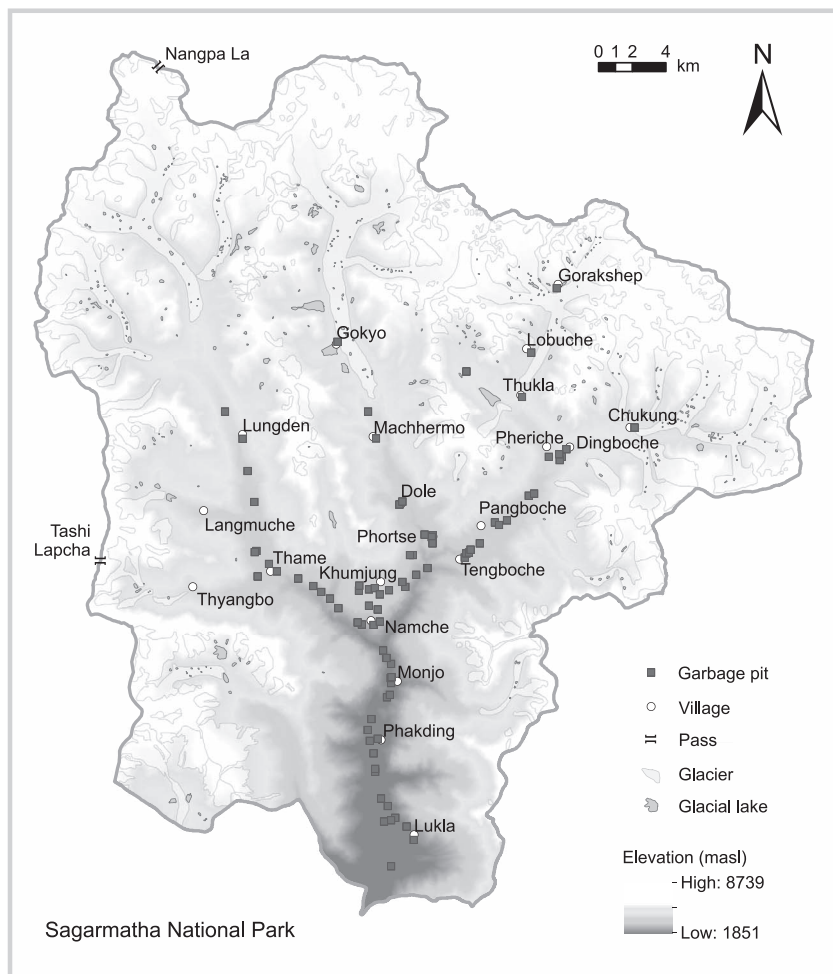 Nangpa La
0 1 2 4
km
N
Gorakshep
Gokyo
Lobuche
Thukla
Chukung
Lungden
Machhermo
Pheriche
Dingboche
Dole
Pangboche
Langmuche
Tashi
Lapcha
Phortse
Thame
Khumjung
Tengboche
Thyangbo
Namche
Monjo
Garbage pit
Village
Phakding
Pass
Glacier
Glacial lake
Lukla
Elevation (masl)
High: 8739
Low: 1851
Sagarmatha National Park